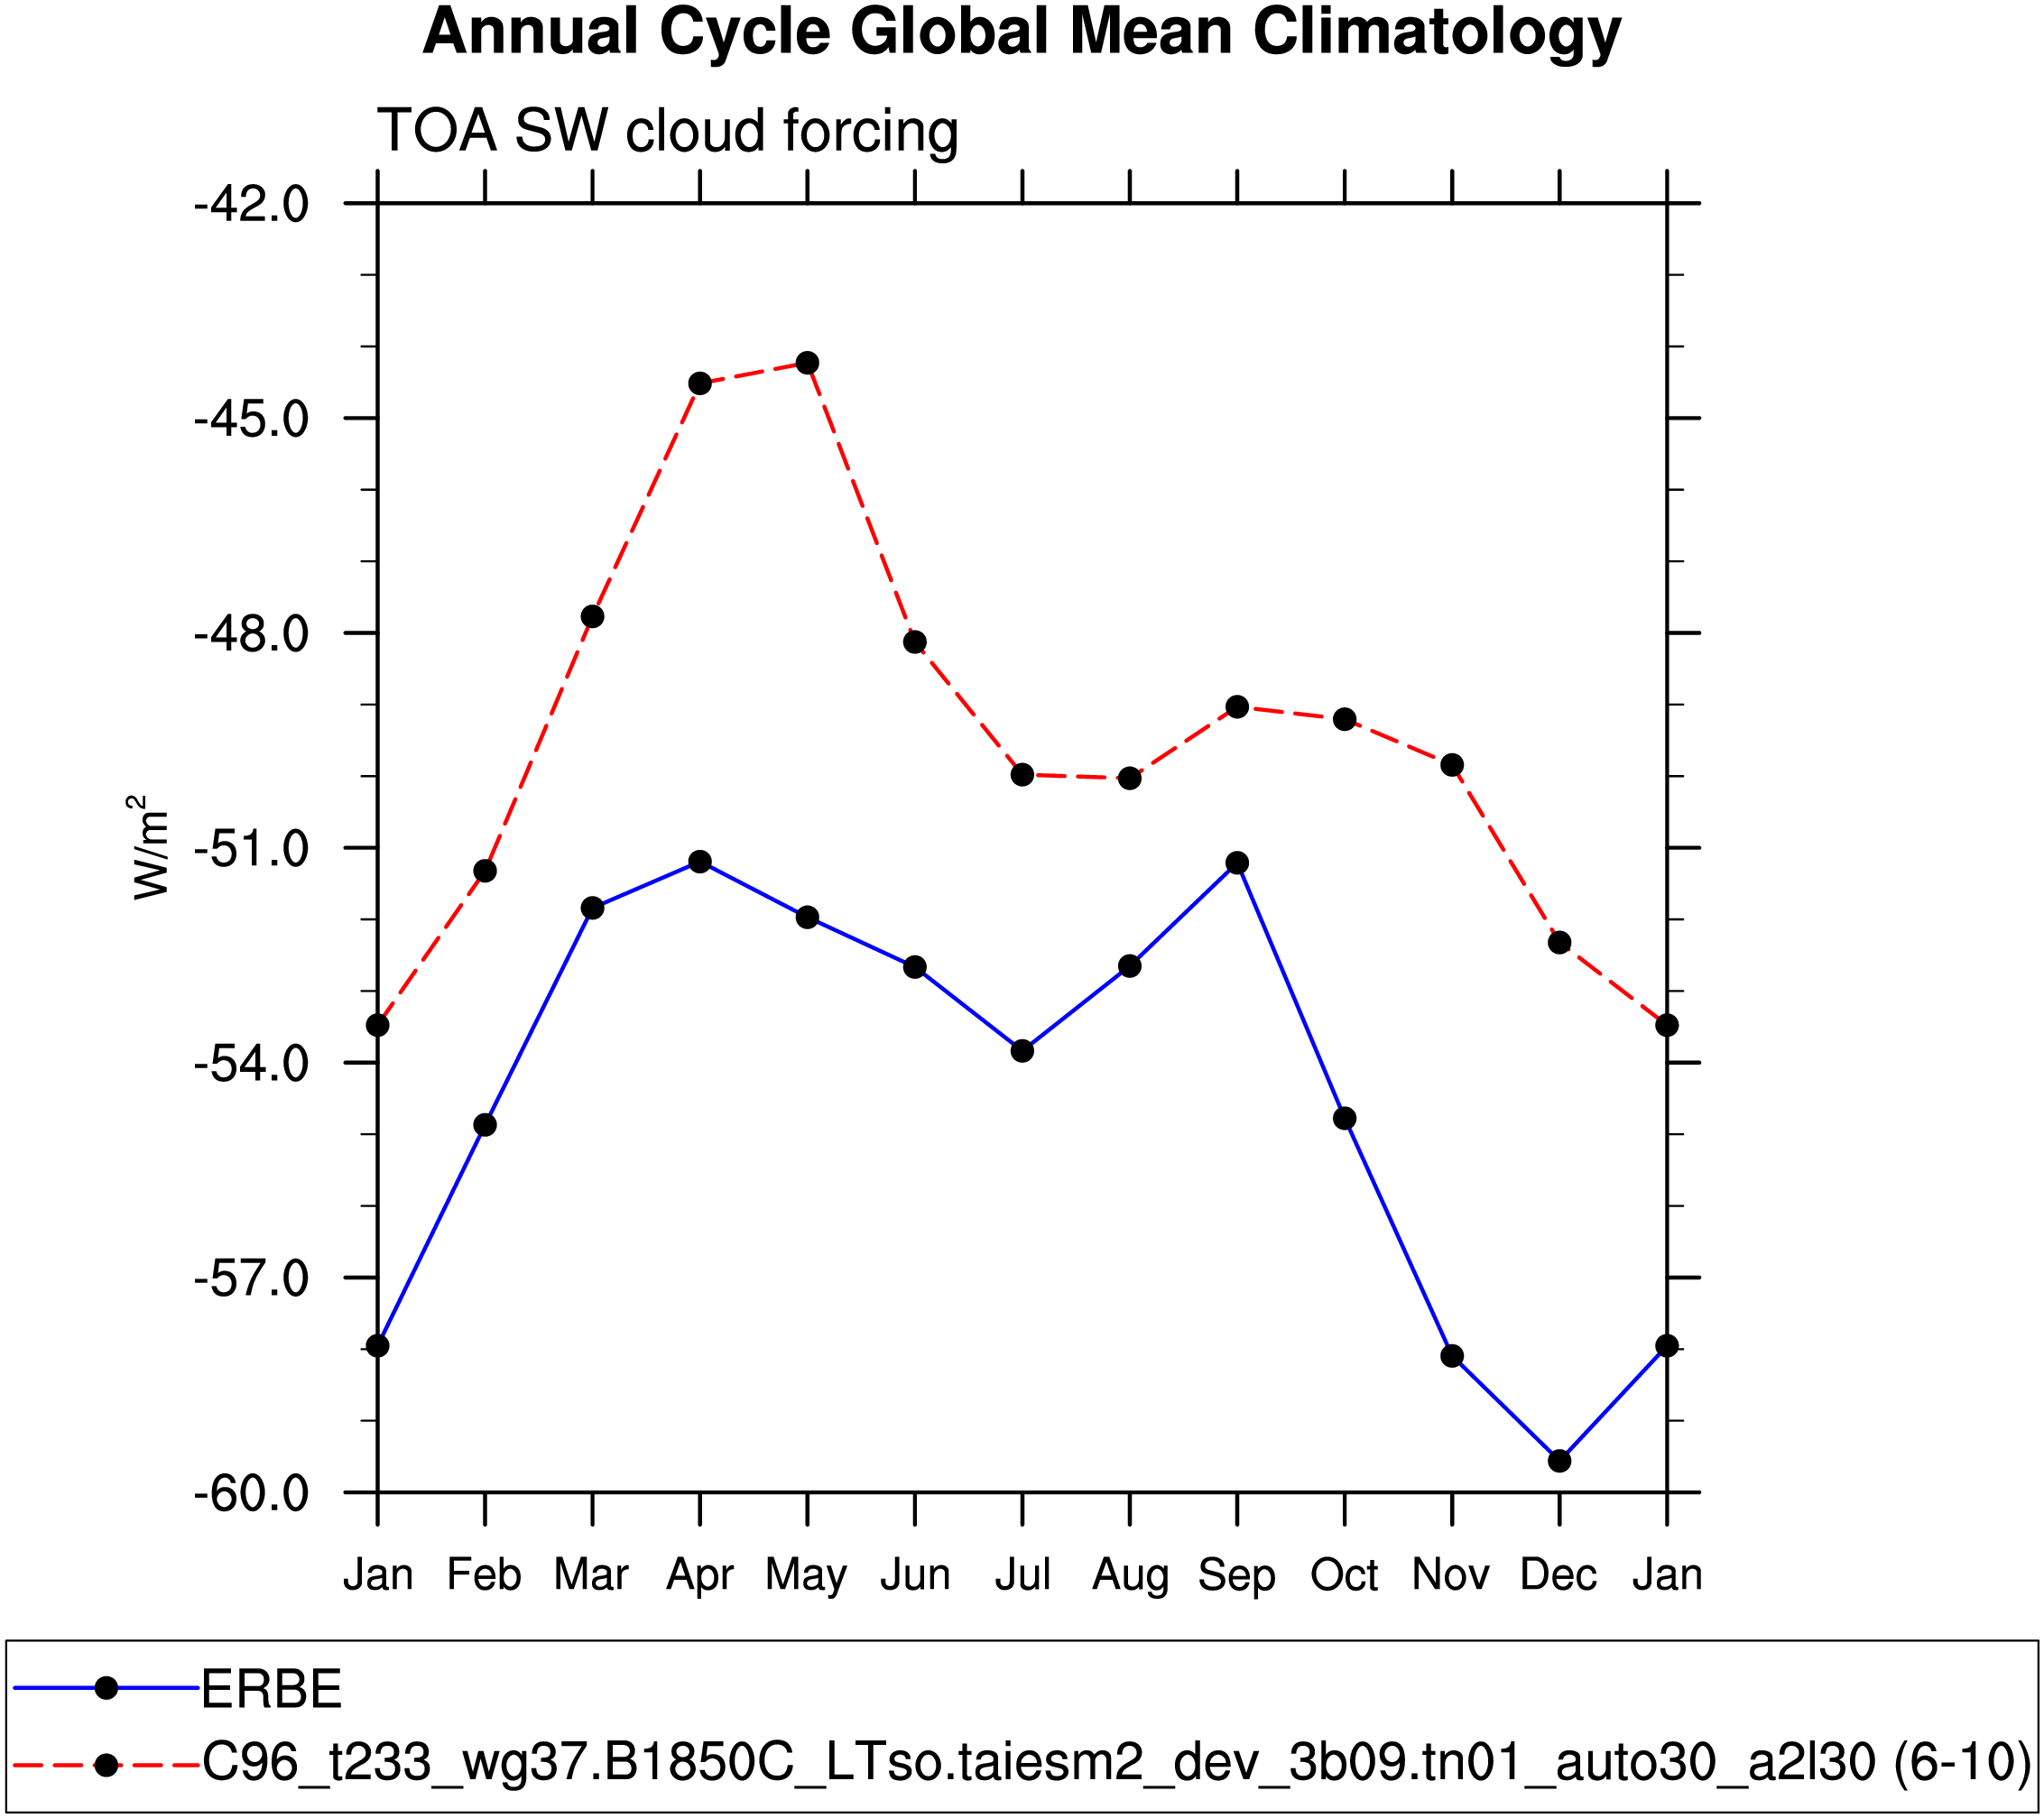 Annual Cycle Global Mean Climatology
TOA SW cloud forcing
-42.0
-45.0
-48.0
-51.0
-54.0
-57.0
-60.0
W/m²
Jan Feb Mar Apr May Jun Jul Aug Sep Oct Nov Dec Jan
ERBE
C96_t233_wg37.B1850C_LTso.taiesm2_dev_3b09.tn01_auto30_a2l30 (6-10)